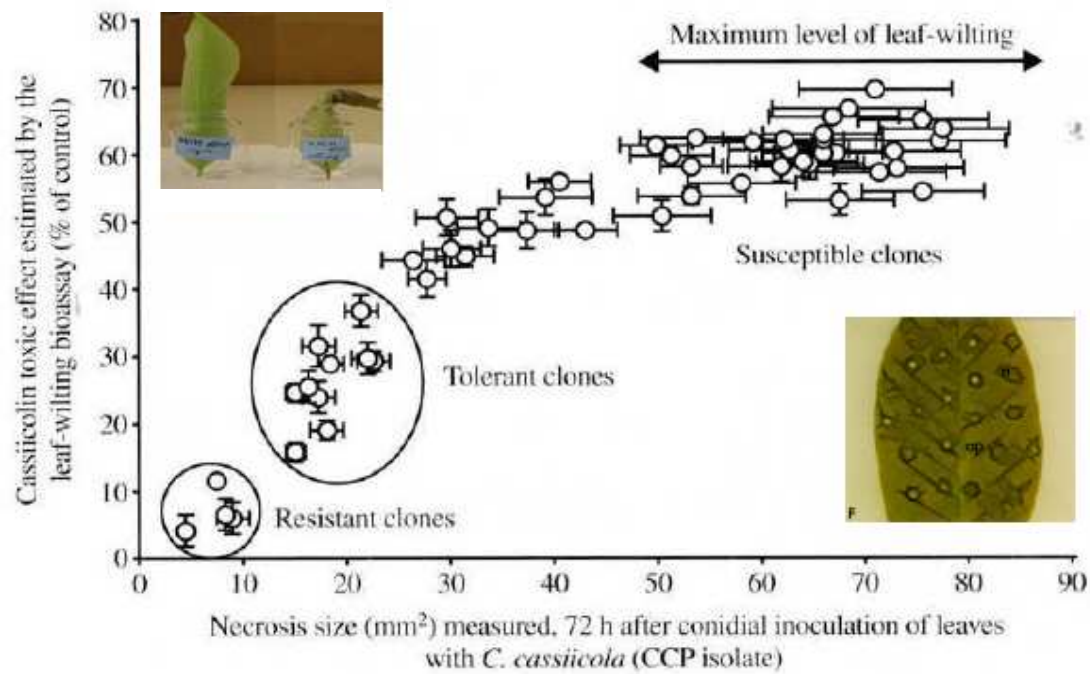 Cassiicolin toxic effect estimated by the
leaf-wilting bioassay (% of control)
80
70
60
50
40
30
20
10
0
Maximum level of leaf-wilting
Susceptible clones
Tolerant clones
Resistant clones
op
F
0 10 20 30 40 50 60 70 80 90
Necrosis size (mm²) measured, 72 h after conidial inoculation of leaves
with C. cassiicola (CCP isolate)